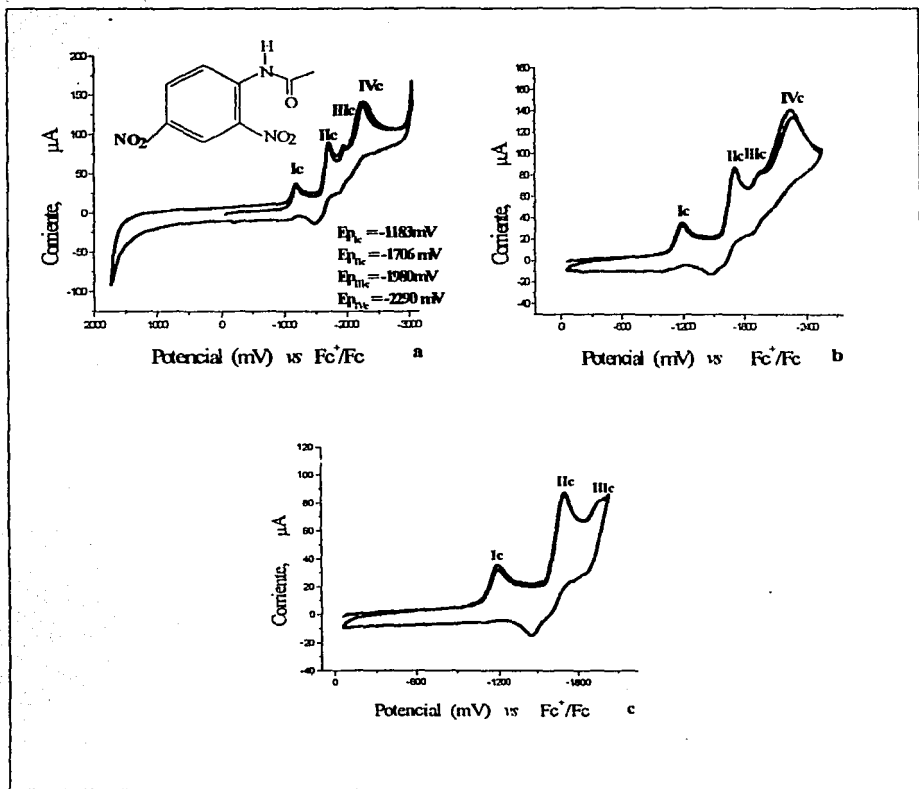 200
150
100
50
0
-50
-100
Corriente, μA
H
N
O
NO₂
NO₂
Ic
IIc
IIIc
IVc
Ep_Ic =-1183mV
Ep_IIc =-1706 mV
Ep_IIIc =-1980mV
Ep_IVc =-2290 mV
2000 1000 0 -1000 -2000 -3000
Potencial (mV) vs Fc⁺/Fc a
160
140
120
100
80
60
40
20
0
-20
-40
Corriente, μA
Ic
IIc
IIIc
IVc
0 -600 -1200 -1800 -2400
Potencial (mV) vs Fc⁺/Fc b
120
100
80
60
40
20
0
-20
-40
Corriente, μA
Ic
IIc
IIIc
0 -600 -1200 -1800
Potencial (mV) vs Fc⁺/Fc c